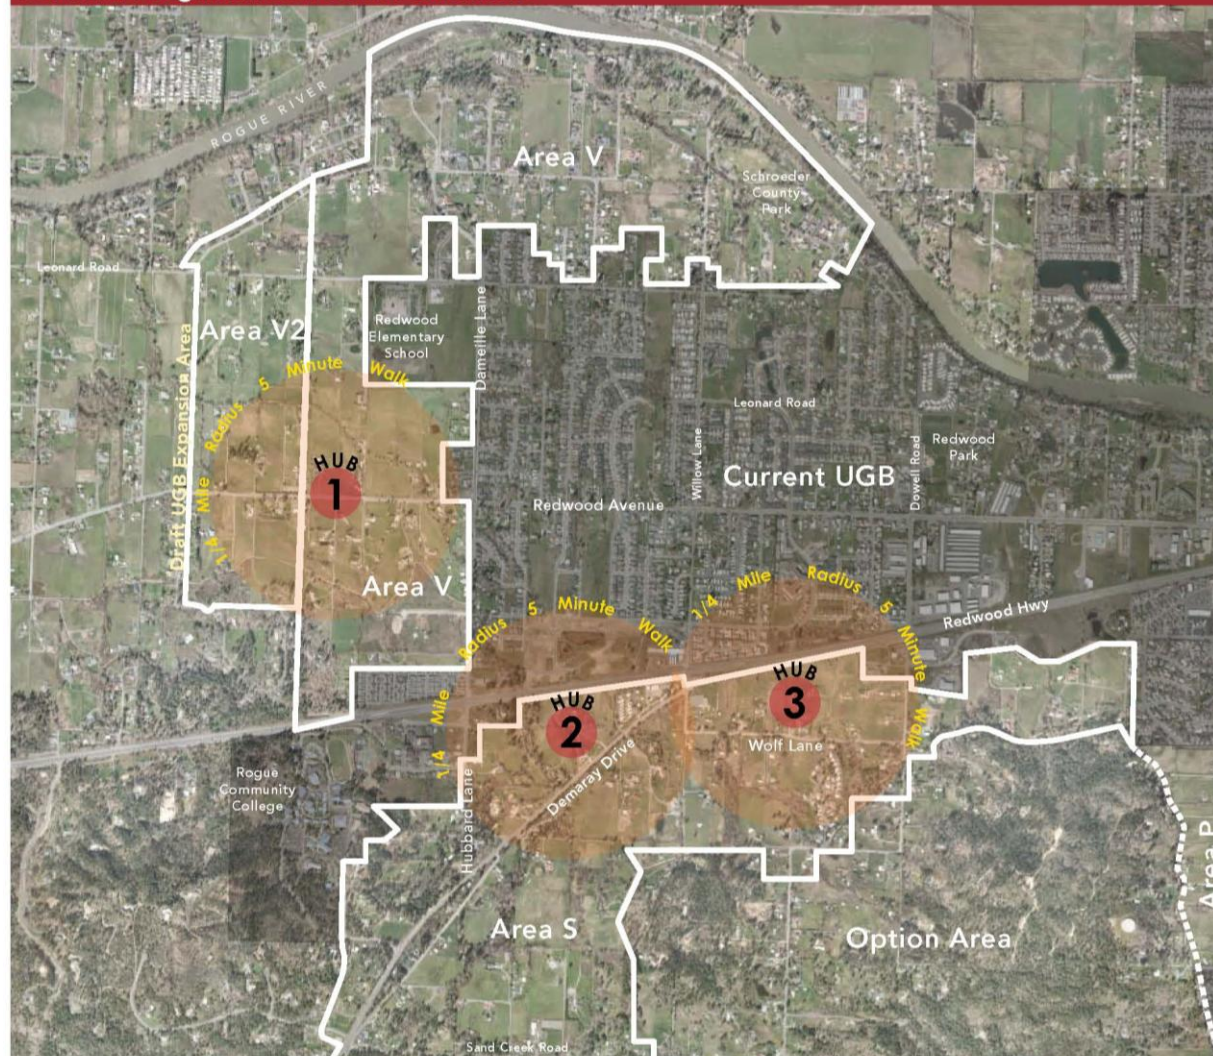 ROGUE RIVER
Area V
Schroeder
County
Park
Leonard Road
Area V2
Redwood
Elementary
School
Dameille Lane
Draft UGB Expansion Area
1/4 Mile Radius 5 Minute Walk
HUB
1
Leonard Road
Willow Lane
Dowell Road
Redwood
Park
Current UGB
Redwood Avenue
Area V
1/4 Mile Radius 5 Minute Walk
1/4 Mile Radius 5 Minute Walk
Redwood Hwy
HUB
2
HUB
3
Wolf Lane
Demaray Drive
Rogue
Community
College
Hubbard Lane
Area S
Option Area
Area P
Sand Creek Road